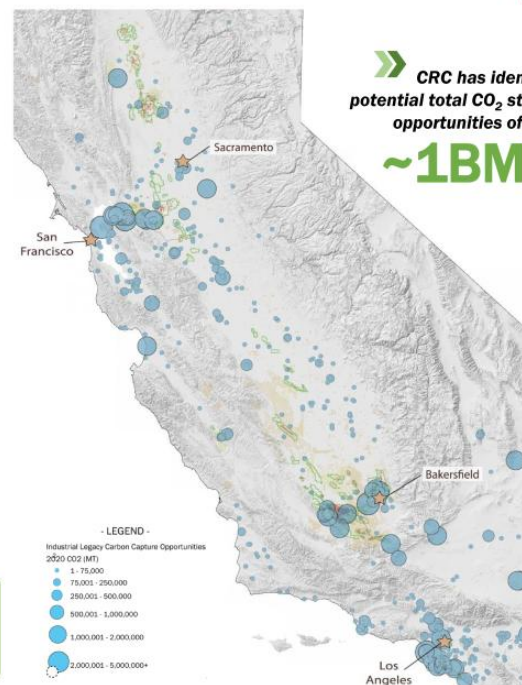 CRC has iden
potential total CO₂ st
opportunities of
~1BM
Sacramento
San
Francisco
Bakersfield
- LEGEND -
Industrial Legacy Carbon Capture Opportunities
2020 CO2 (MT)
1 - 75,000
75,001 - 250,000
250,001 - 500,000
500,001 - 1,000,000
1,000,001 - 2,000,000
2,000,001 - 5,000,000+
Los
Angeles